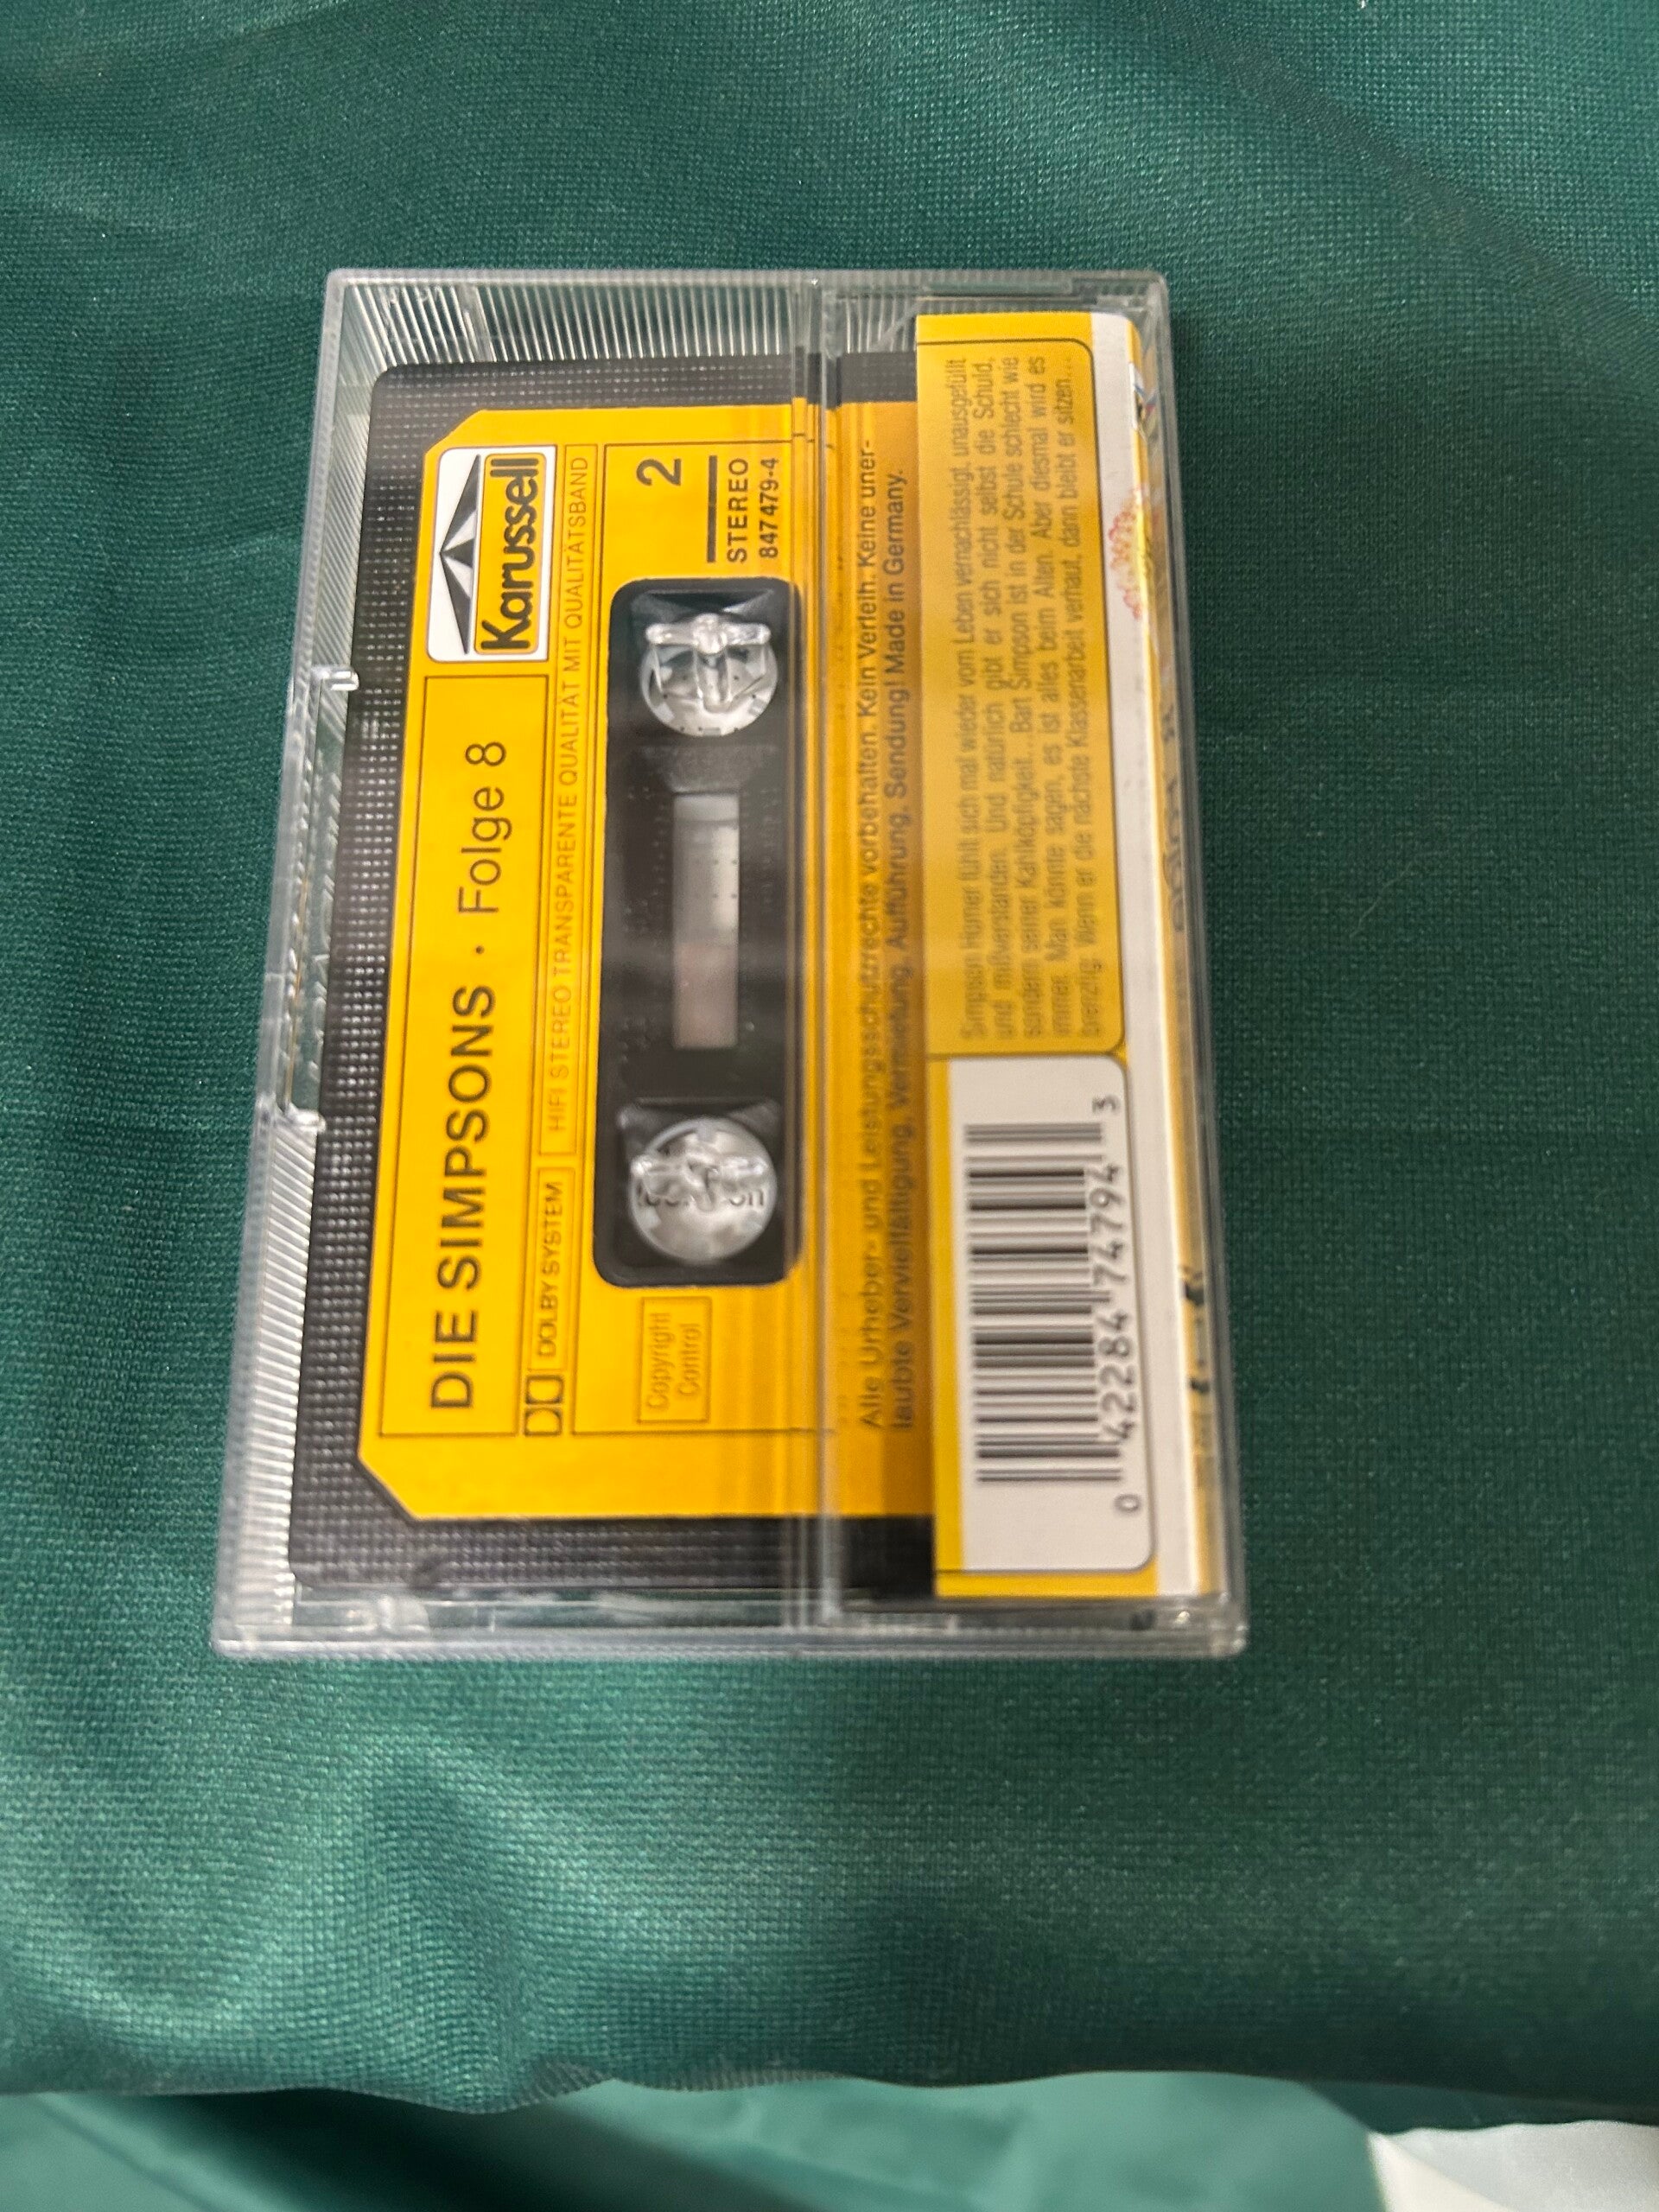 Karussell
DIE SIMPSONS · Folge 8
DOLBY SYSTEM
HIFI STEREO TRANSPARENTE QUALITÄT MIT QUALITÄTSBAND
2
STEREO
847479-4
Copyright
Control
Alle Urheber- und Leistungsschutzrechte vorbehalten. Kein Verleih. Keine uner-
laubte Vervielfältigung, Vermietung, Aufführung, Sendung! Made in Germany.
Simpsen Homer fühlt sich mal wieder vom Leben vernachlässigt, unausgefüllt
und mißverstanden. Und natürlich gibt er sich nicht selbst die Schuld,
sondern seiner Kahlköpfigkeit... Bart Simpson ist in der Schule schlecht wie
immer. Man könnte sagen, es ist alles beim Alten. Aber diesmal wird es
brenzlig: Wenn er die nächste Klassenarbeit verhaut, dann bleibt er sitzen...
0 42284 74794 3